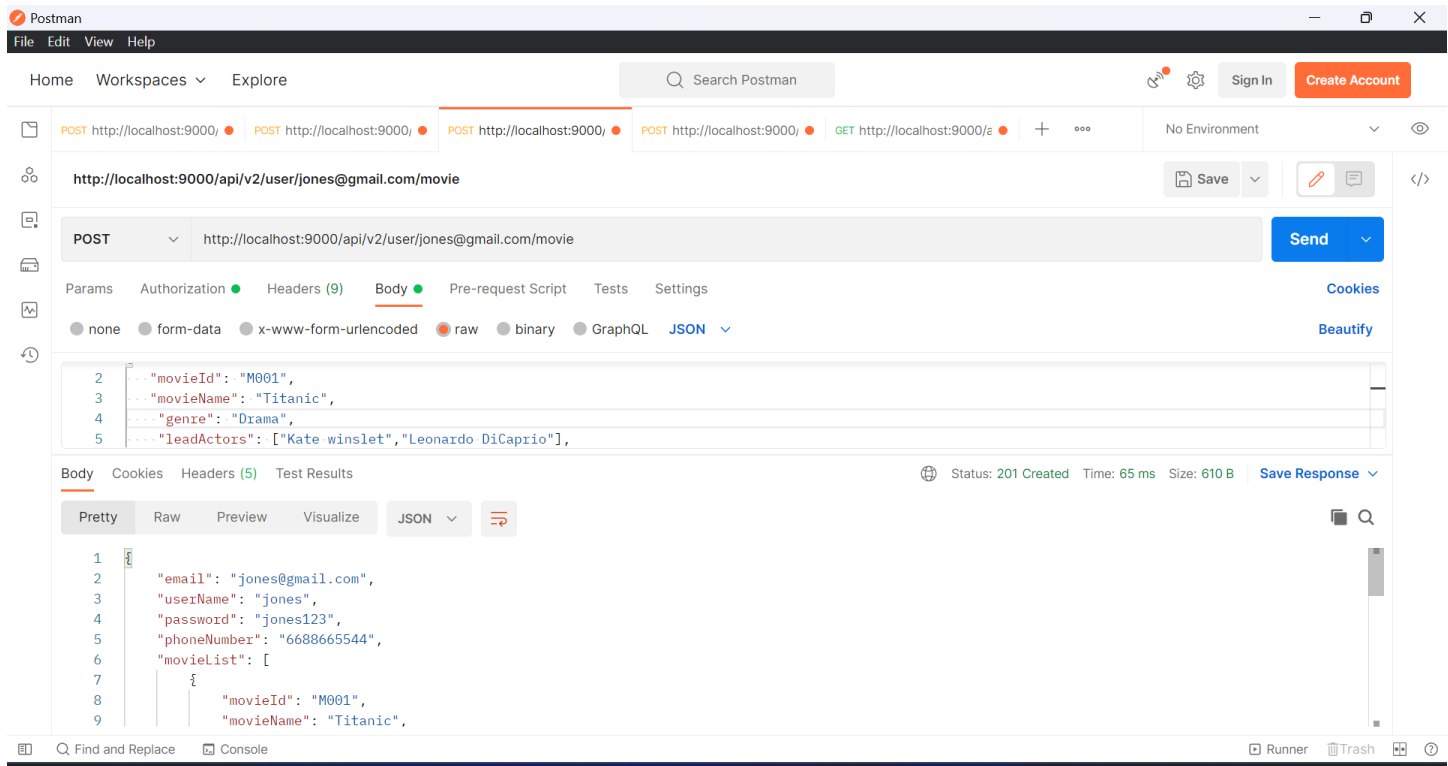 Postman
File Edit View Help
Home Workspaces Explore Search Postman Sign In Create Account
POST http://localhost:9000/ POST http://localhost:9000/ POST http://localhost:9000/ POST http://localhost:9000/ GET http://localhost:9000/a No Environment
http://localhost:9000/api/v2/user/jones@gmail.com/movie Save
POST http://localhost:9000/api/v2/user/jones@gmail.com/movie Send
Params Authorization Headers (9) Body Pre-request Script Tests Settings Cookies
none form-data x-www-form-urlencoded raw binary GraphQL JSON Beautify
2 "movieId": "M001",
3 "movieName": "Titanic",
4 "genre": "Drama",
5 "leadActors": ["Kate winslet","Leonardo DiCaprio"],
Body Cookies Headers (5) Test Results Status: 201 Created Time: 65 ms Size: 610 B Save Response
Pretty Raw Preview Visualize JSON
1 {
2 "email": "jones@gmail.com",
3 "userName": "jones",
4 "password": "jones123",
5 "phoneNumber": "6688665544",
6 "movieList": [
7 {
8 "movieId": "M001",
9 "movieName": "Titanic",
Find and Replace Console Runner Trash